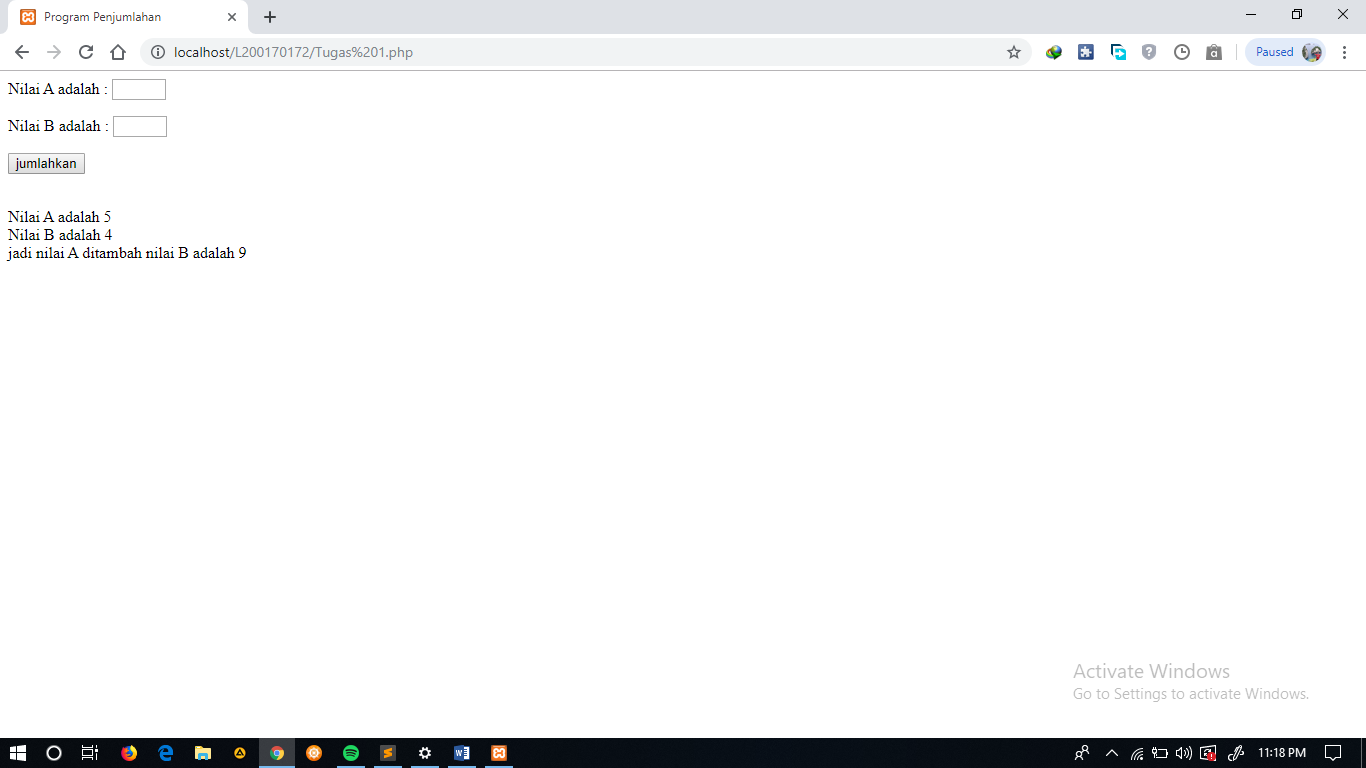 Program Penjumlahan
localhost/L200170172/Tugas%201.php
Paused
Nilai A adalah :
Nilai B adalah :
jumlahkan
Nilai A adalah 5
Nilai B adalah 4
jadi nilai A ditambah nilai B adalah 9
Activate Windows
Go to Settings to activate Windows.
11:18 PM